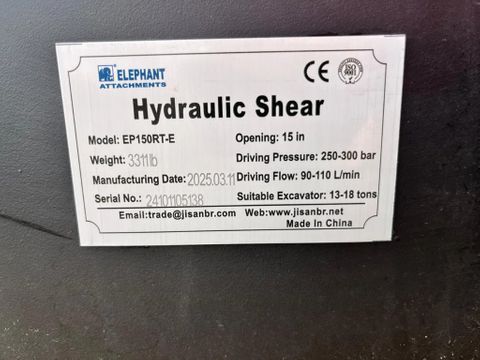 ELEPHANT
ATTACHMENTS
CE ISO 9001
Hydraulic Shear
Model: EP150RT-E Opening: 15 in
Weight: 3311lb Driving Pressure: 250-300 bar
Manufacturing Date: 2025.03.11 Driving Flow: 90-110 L/min
Serial No.: 24101105138 Suitable Excavator: 13-18 tons
Email:trade@jisanbr.com Web:www.jisanbr.net
Made In China